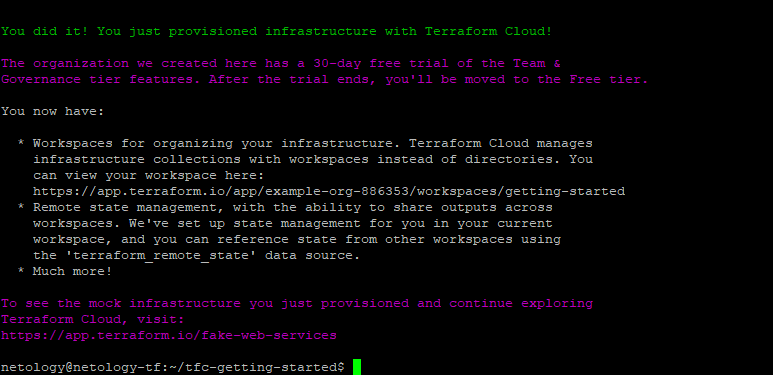 You did it! You just provisioned infrastructure with Terraform Cloud!
The organization we created here has a 30-day free trial of the Team &
Governance tier features. After the trial ends, you'll be moved to the Free tier.
You now have:
* Workspaces for organizing your infrastructure. Terraform Cloud manages
infrastructure collections with workspaces instead of directories. You
can view your workspace here:
https://app.terraform.io/app/example-org-886353/workspaces/getting-started
* Remote state management, with the ability to share outputs across
workspaces. We've set up state management for you in your current
workspace, and you can reference state from other workspaces using
the 'terraform_remote_state' data source.
* Much more!
To see the mock infrastructure you just provisioned and continue exploring
Terraform Cloud, visit:
https://app.terraform.io/fake-web-services
netology@netology-tf:~/tfc-getting-started$